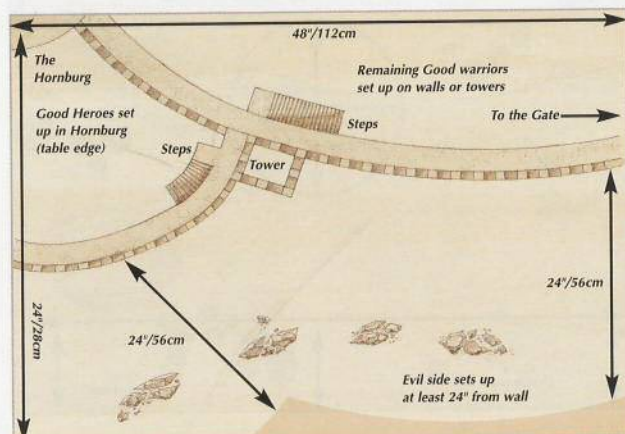 48"/112cm
The
Hornburg
Remaining Good warriors
set up on walls or towers
Good Heroes set
up in Hornburg
(table edge)
To the Gate
Steps
Steps
Tower
24"/28cm
24"/56cm
24"/56cm
Evil side sets up
at least 24" from wall